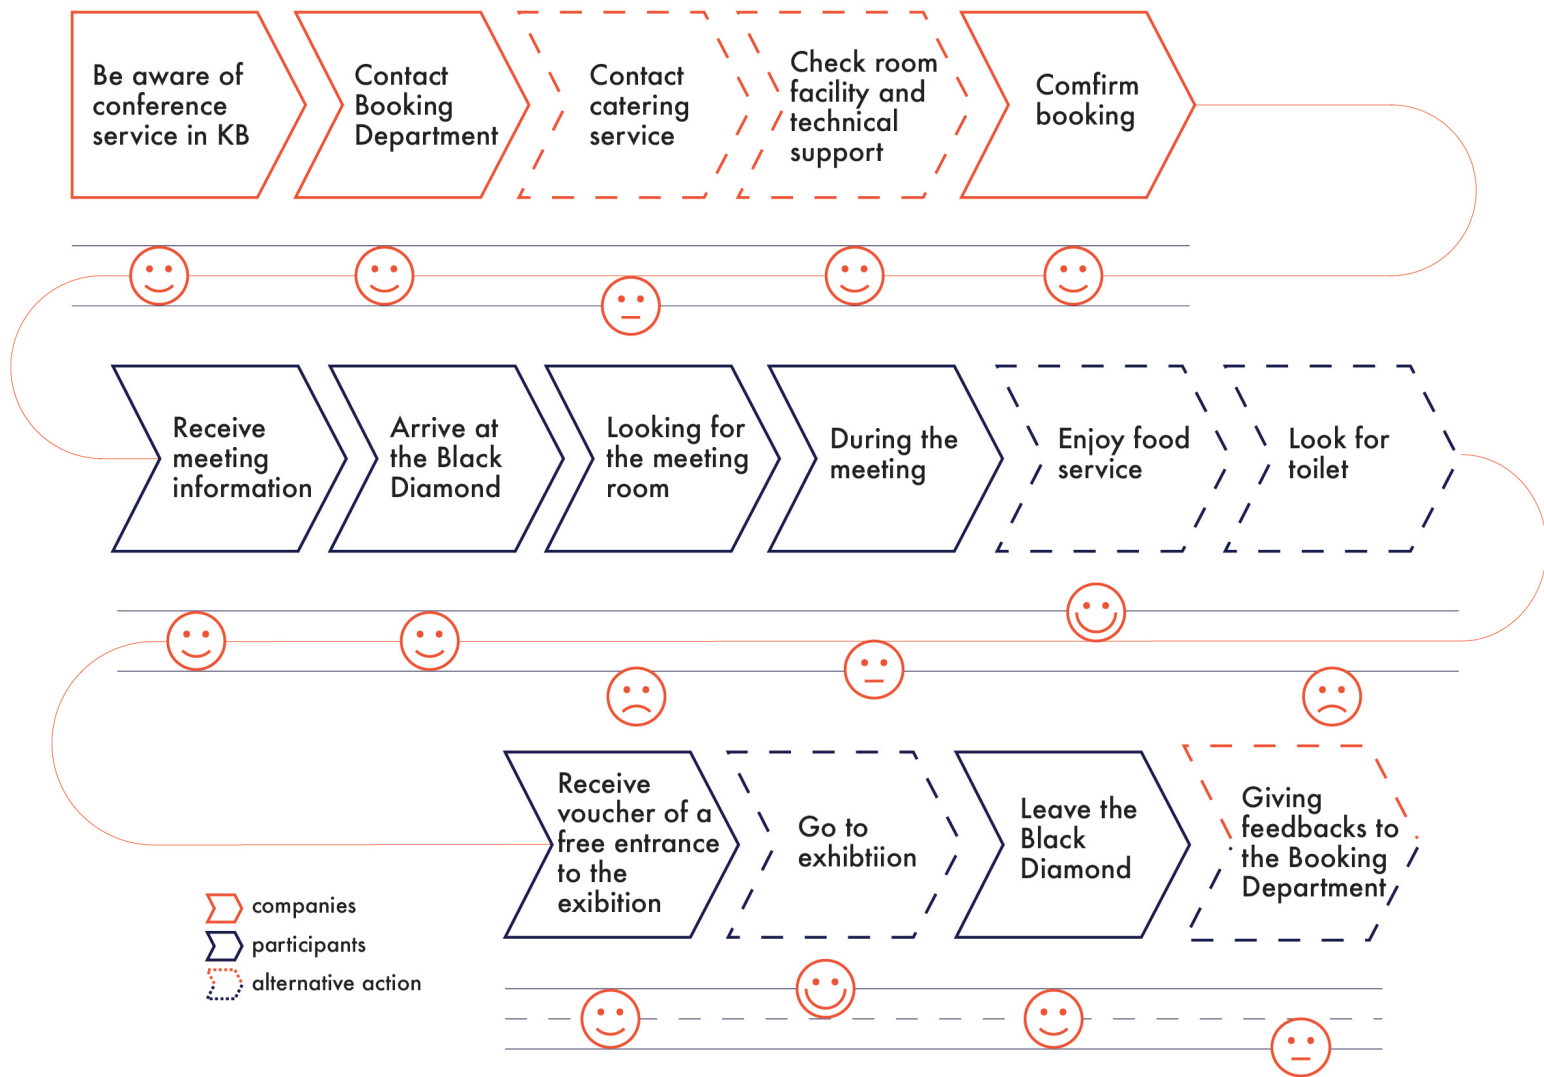 Be aware of
conference
service in KB
Contact
Booking
Department
Contact
catering
service
Check room
facility and
technical
support
Comfirm
booking
Receive
meeting
information
Arrive at
the Black
Diamond
Looking for
the meeting
room
During the
meeting
Enjoy food
service
Look for
toilet
Receive
voucher of a
free entrance
to the
exibition
Go to
exhibtiion
Leave the
Black
Diamond
Giving
feedbacks to
the Booking
Department
companies
participants
alternative action